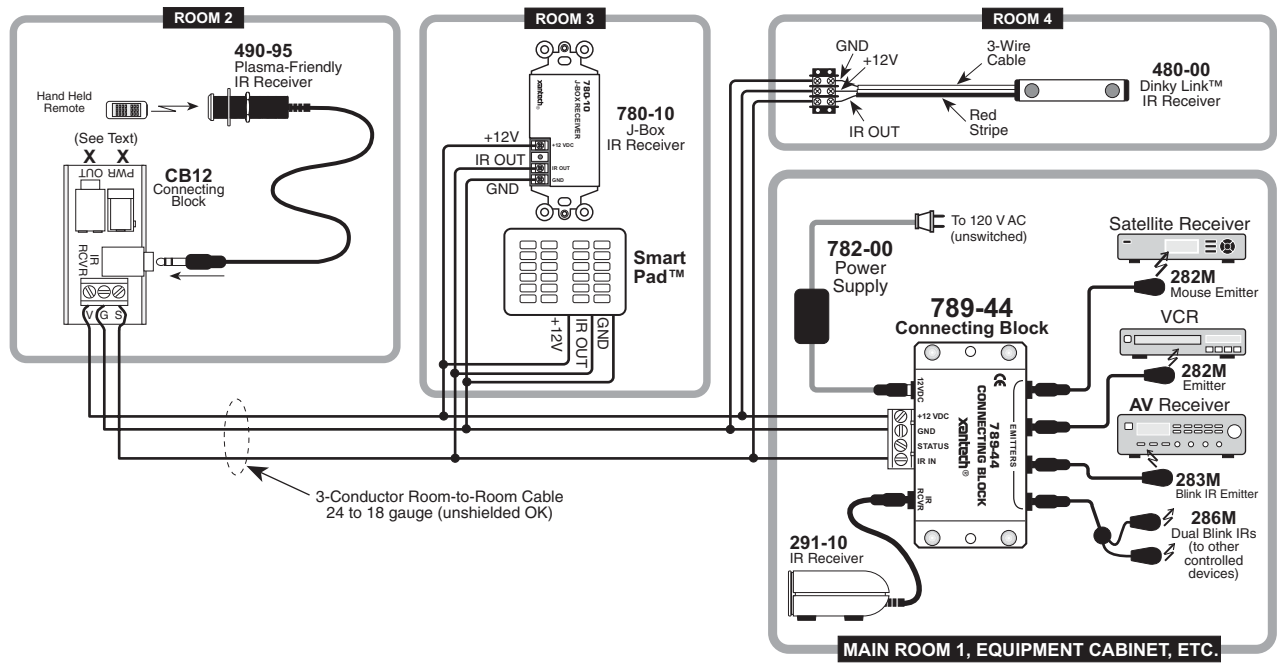 ROOM 2
490-95
Plasma-Friendly
IR Receiver
Hand Held
Remote
(See Text)
X X
OUT PWR
CB12
Connecting
Block
IR
RCVR
V G S
ROOM 3
780-10
J-BOX RECEIVER
xantech®
+12 VDC
IR OUT
GND
780-10
J-Box
IR Receiver
+12V
IR OUT
GND
Smart
Pad™
+12V
IR OUT
GND
ROOM 4
GND
+12V
3-Wire
Cable
480-00
Dinky Link™
IR Receiver
IR OUT
Red
Stripe
3-Conductor Room-to-Room Cable
24 to 18 gauge (unshielded OK)
To 120 V AC
(unswitched)
782-00
Power
Supply
789-44
Connecting Block
12VDC
CE
+12 VDC
GND
STATUS
IR IN
IR
RCVR
EMITTERS
789-44
CONNECTING BLOCK
xantech®
291-10
IR Receiver
Satellite Receiver
282M
Mouse Emitter
VCR
282M
Emitter
AV Receiver
283M
Blink IR Emitter
286M
Dual Blink IRs
(to other
controlled
devices)
MAIN ROOM 1, EQUIPMENT CABINET, ETC.